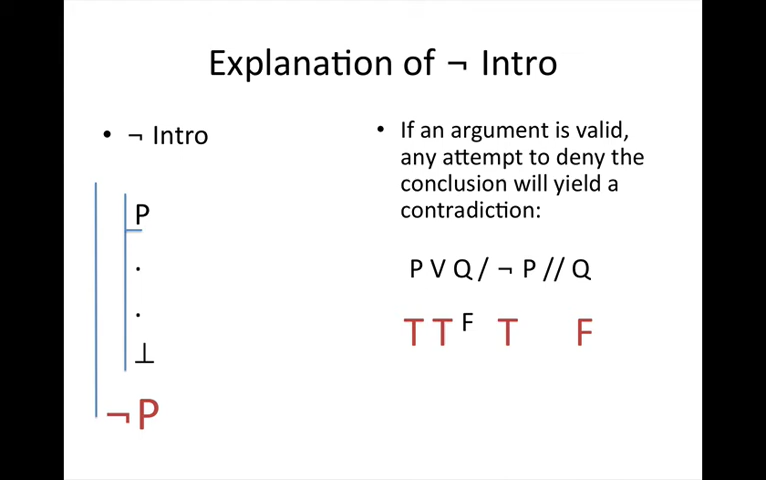 Explanation of ¬ Intro
• ¬ Intro
P
.
.
⊥
¬P
• If an argument is valid,
any attempt to deny the
conclusion will yield a
contradiction:
P V Q / ¬ P // Q
T T F T F